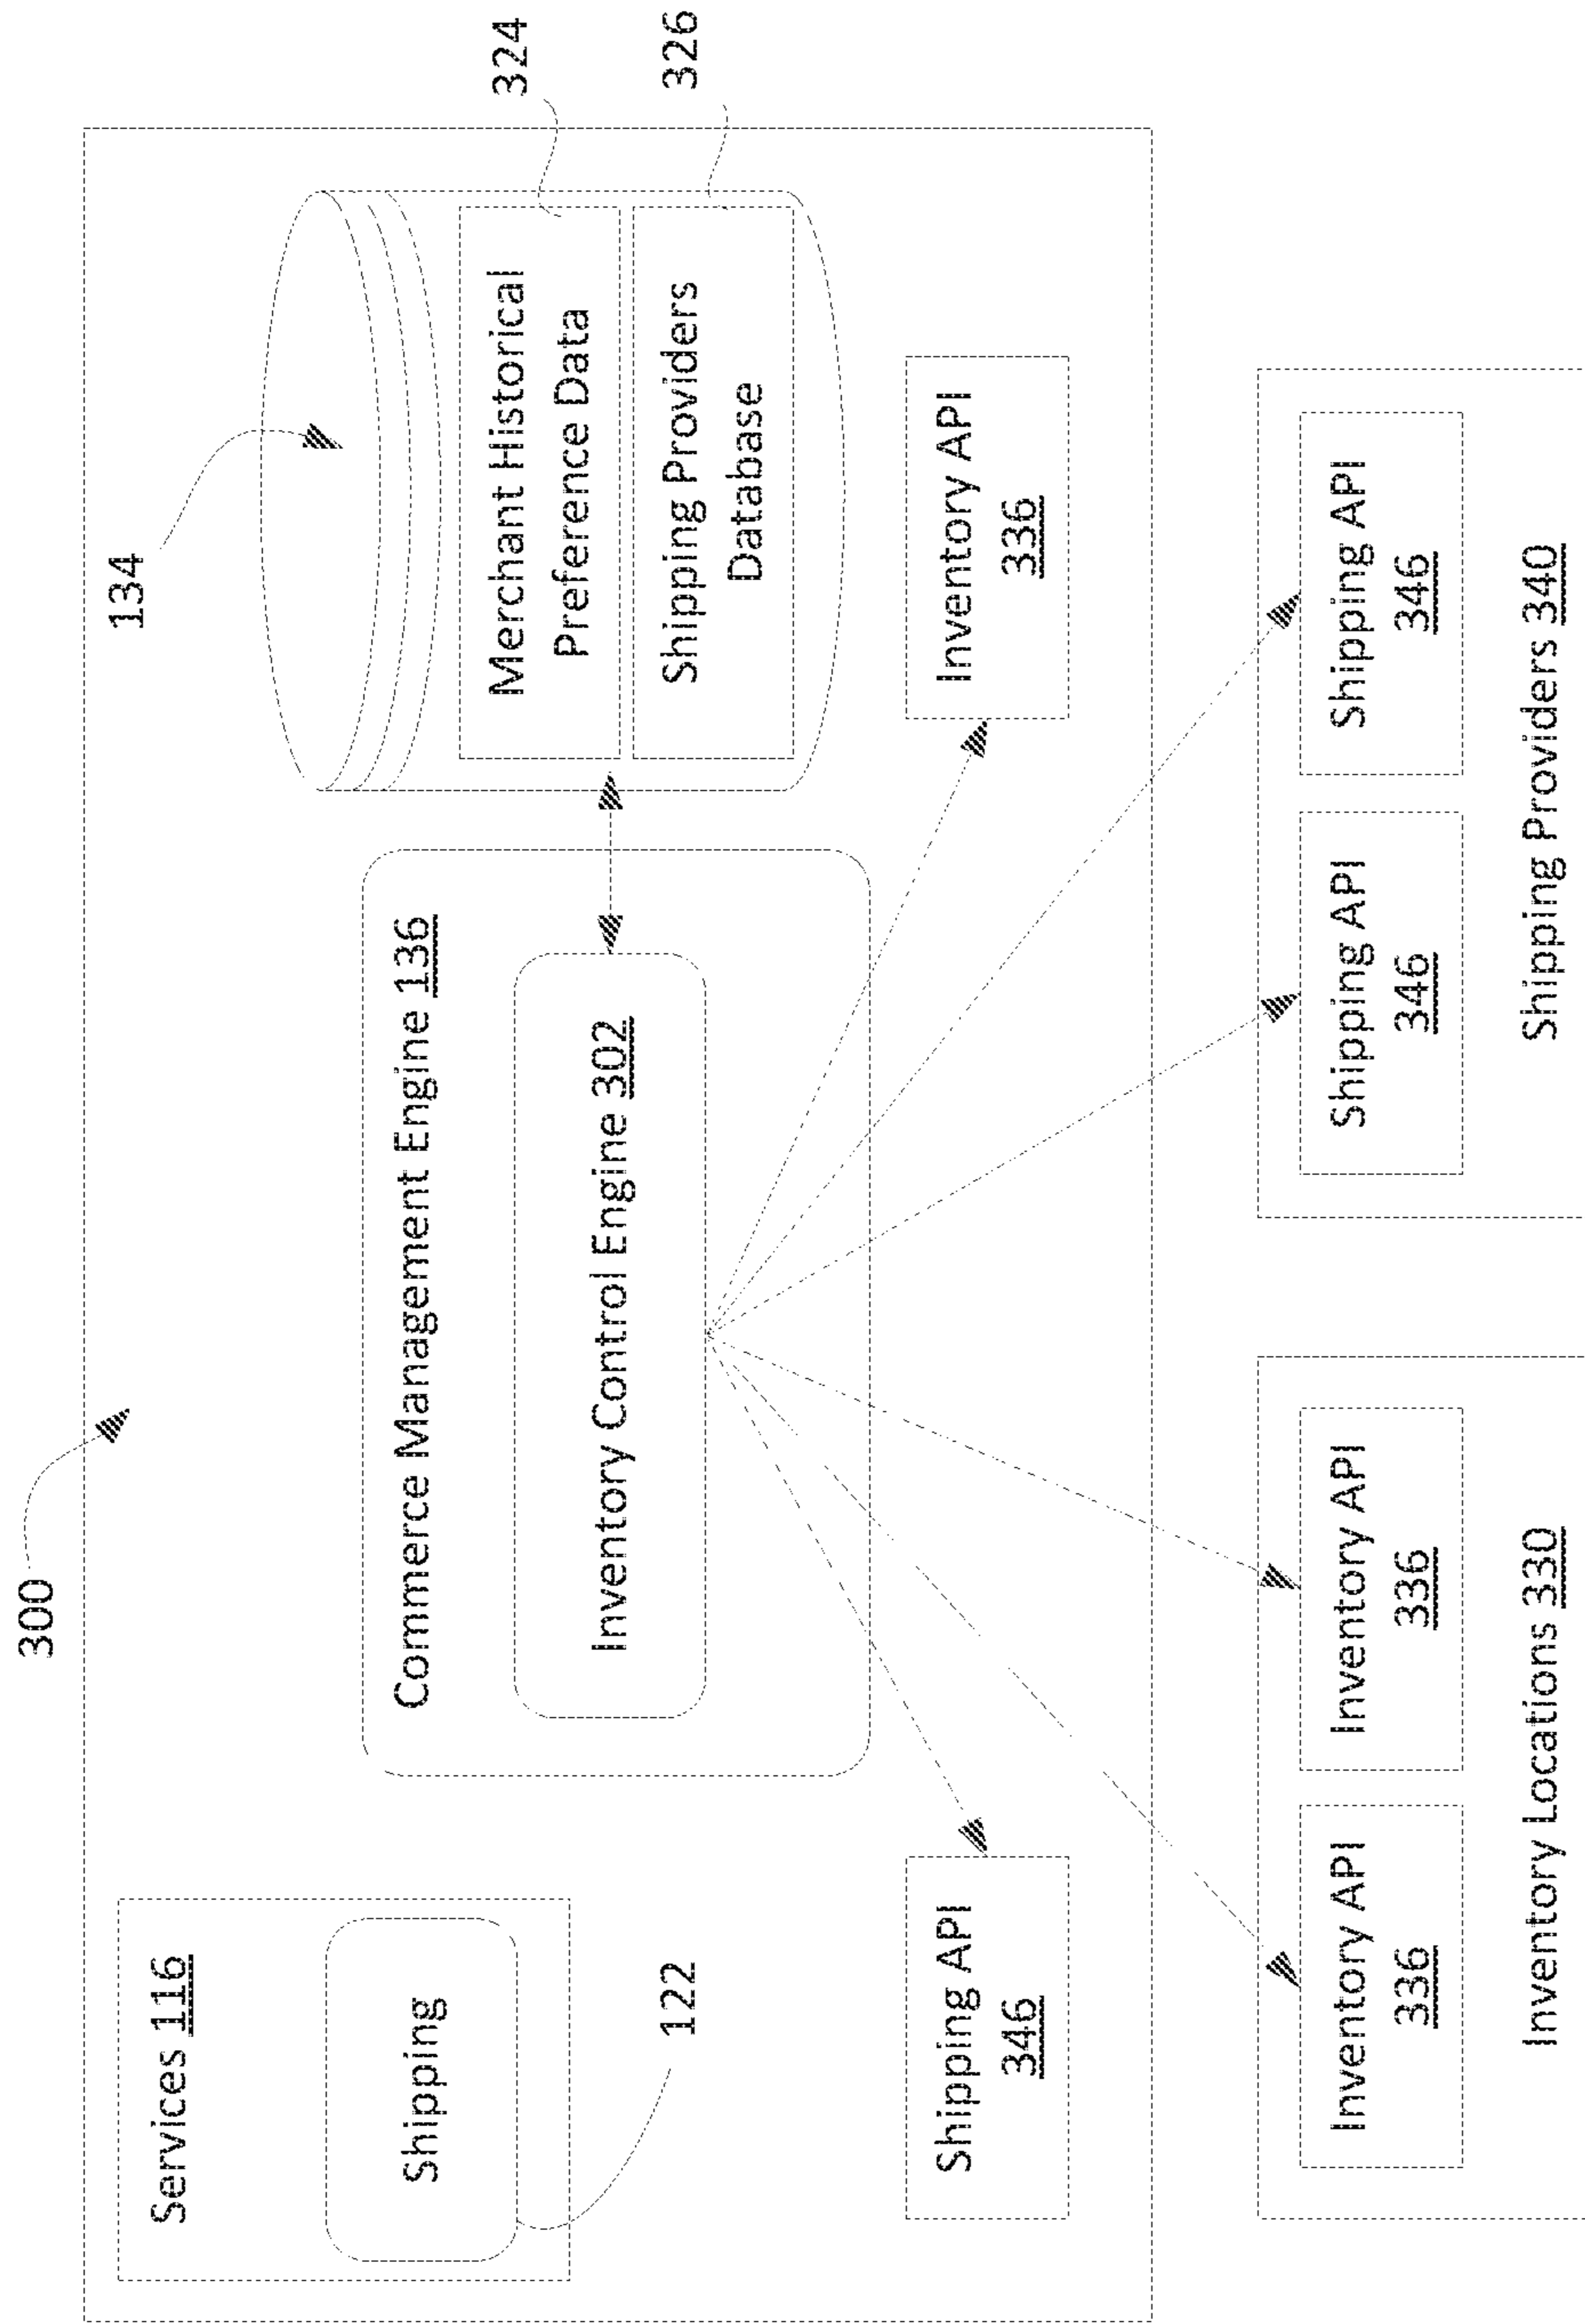 300
134
Services 116
Shipping
122
Commerce Management Engine 136
Inventory Control Engine 302
Merchant Historical
Preference Data
324
Shipping Providers
Database
326
Shipping API
346
Inventory API
336
Inventory API
336
Inventory API
336
Inventory Locations 330
Shipping API
346
Shipping API
346
Shipping Providers 340